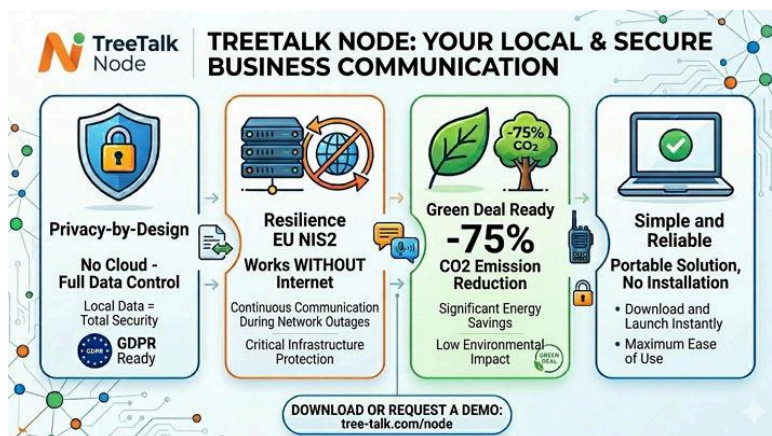 TreeTalk
Node
TREETALK NODE: YOUR LOCAL & SECURE
BUSINESS COMMUNICATION
Privacy-by-Design
No Cloud -
Full Data Control
Local Data =
Total Security
GDPR
GDPR
Ready
Resilience
EU NIS2
Works WITHOUT
Internet
Continuous Communication
During Network Outages
Critical Infrastructure
Protection
-75%
CO₂
Green Deal Ready
-75%
CO2 Emission
Reduction
Significant Energy
Savings
Low Environmental
Impact
GREEN
DEAL
Simple and
Reliable
Portable Solution,
No Installation
• Download and
Launch Instantly
• Maximum Ease
of Use
DOWNLOAD OR REQUEST A DEMO:
tree-talk.com/node